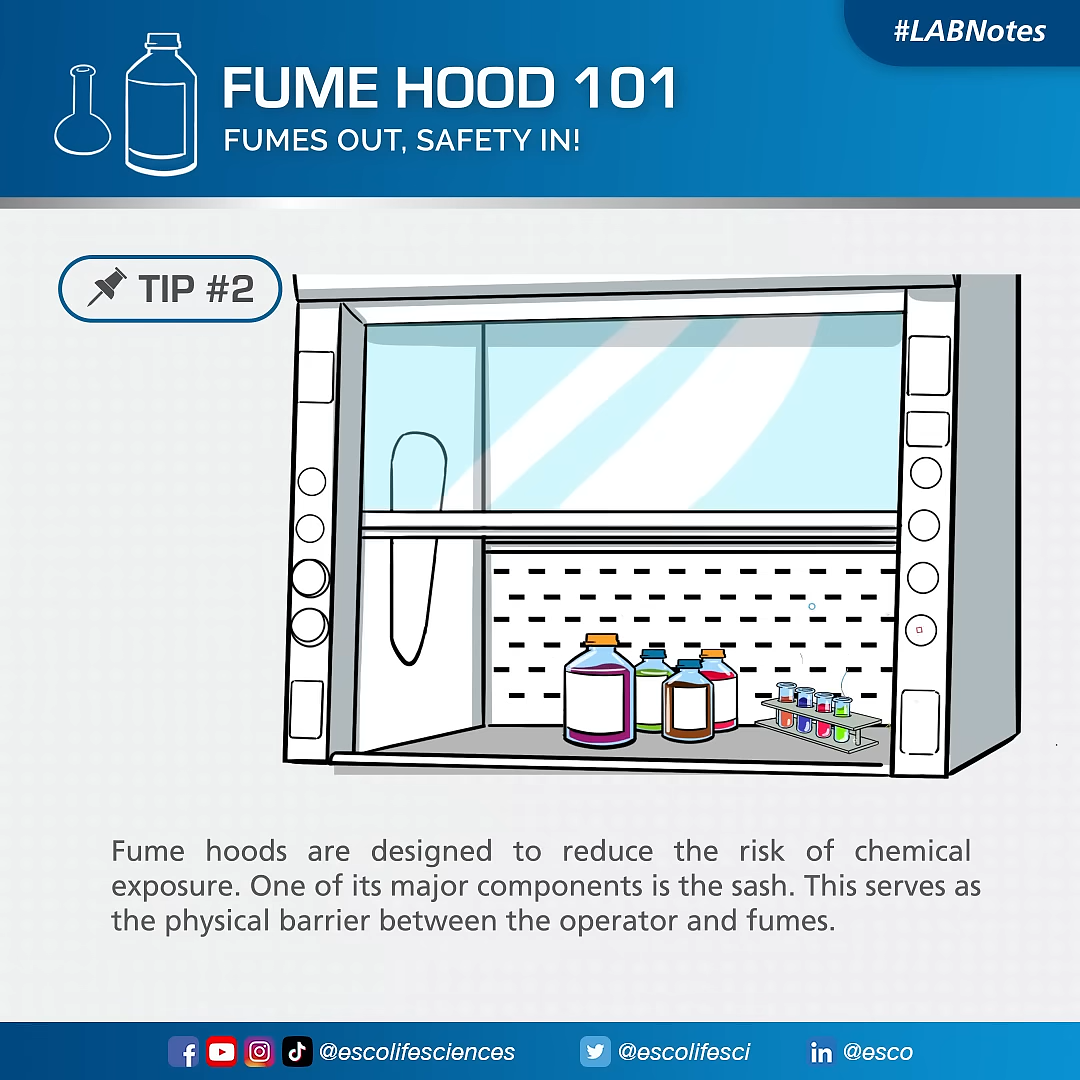 #LABNotes
FUME HOOD 101
FUMES OUT, SAFETY IN!
TIP #2
Fume hoods are designed to reduce the risk of chemical
exposure. One of its major components is the sash. This serves as
the physical barrier between the operator and fumes.
@escolifesciences @escolifesci @esco